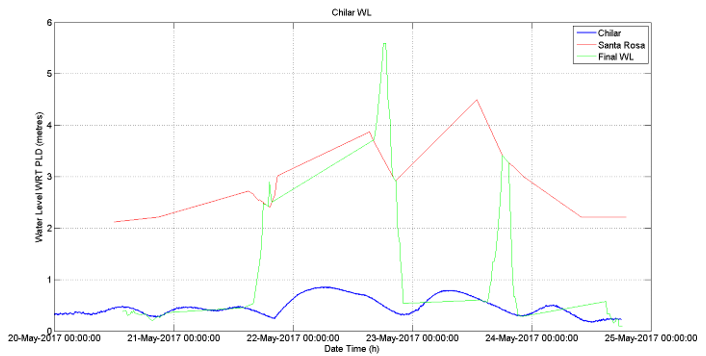 Chilar WL
6
5
4
3
2
1
0
Water Level WRT PLD (metres)
Chilar
Santa Rosa
Final WL
20-May-2017 00:00:00
21-May-2017 00:00:00
22-May-2017 00:00:00
23-May-2017 00:00:00
24-May-2017 00:00:00
25-May-2017 00:00:00
Date Time (h)